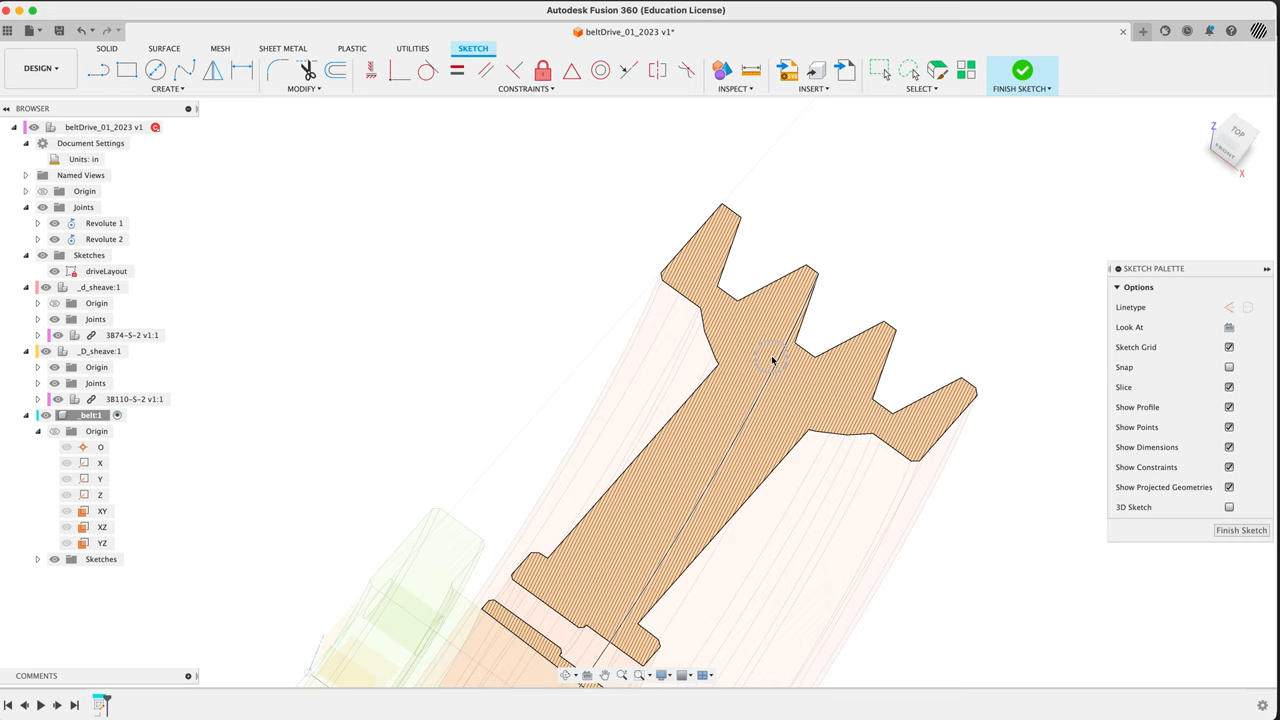 Autodesk Fusion 360 (Education License)
beltDrive_01_2023 v1*
SOLID SURFACE MESH SHEET METAL PLASTIC UTILITIES SKETCH
DESIGN
CREATE MODIFY CONSTRAINTS INSPECT INSERT SELECT FINISH SKETCH
BROWSER
beltDrive_01_2023 v1
Document Settings
Units: in
Named Views
Origin
Joints
Revolute 1
Revolute 2
Sketches
driveLayout
_d_sheave:1
Origin
Joints
3B74-S-2 v1:1
_D_sheave:1
Origin
Joints
3B110-S-2 v1:1
_belt:1
Origin
O
X
Y
Z
XY
XZ
YZ
Sketches
COMMENTS
Z
TOP
FRONT
X
SKETCH PALETTE
Options
Linetype
Look At
Sketch Grid
Snap
Slice
Show Profile
Show Points
Show Dimensions
Show Constraints
Show Projected Geometries
3D Sketch
Finish Sketch